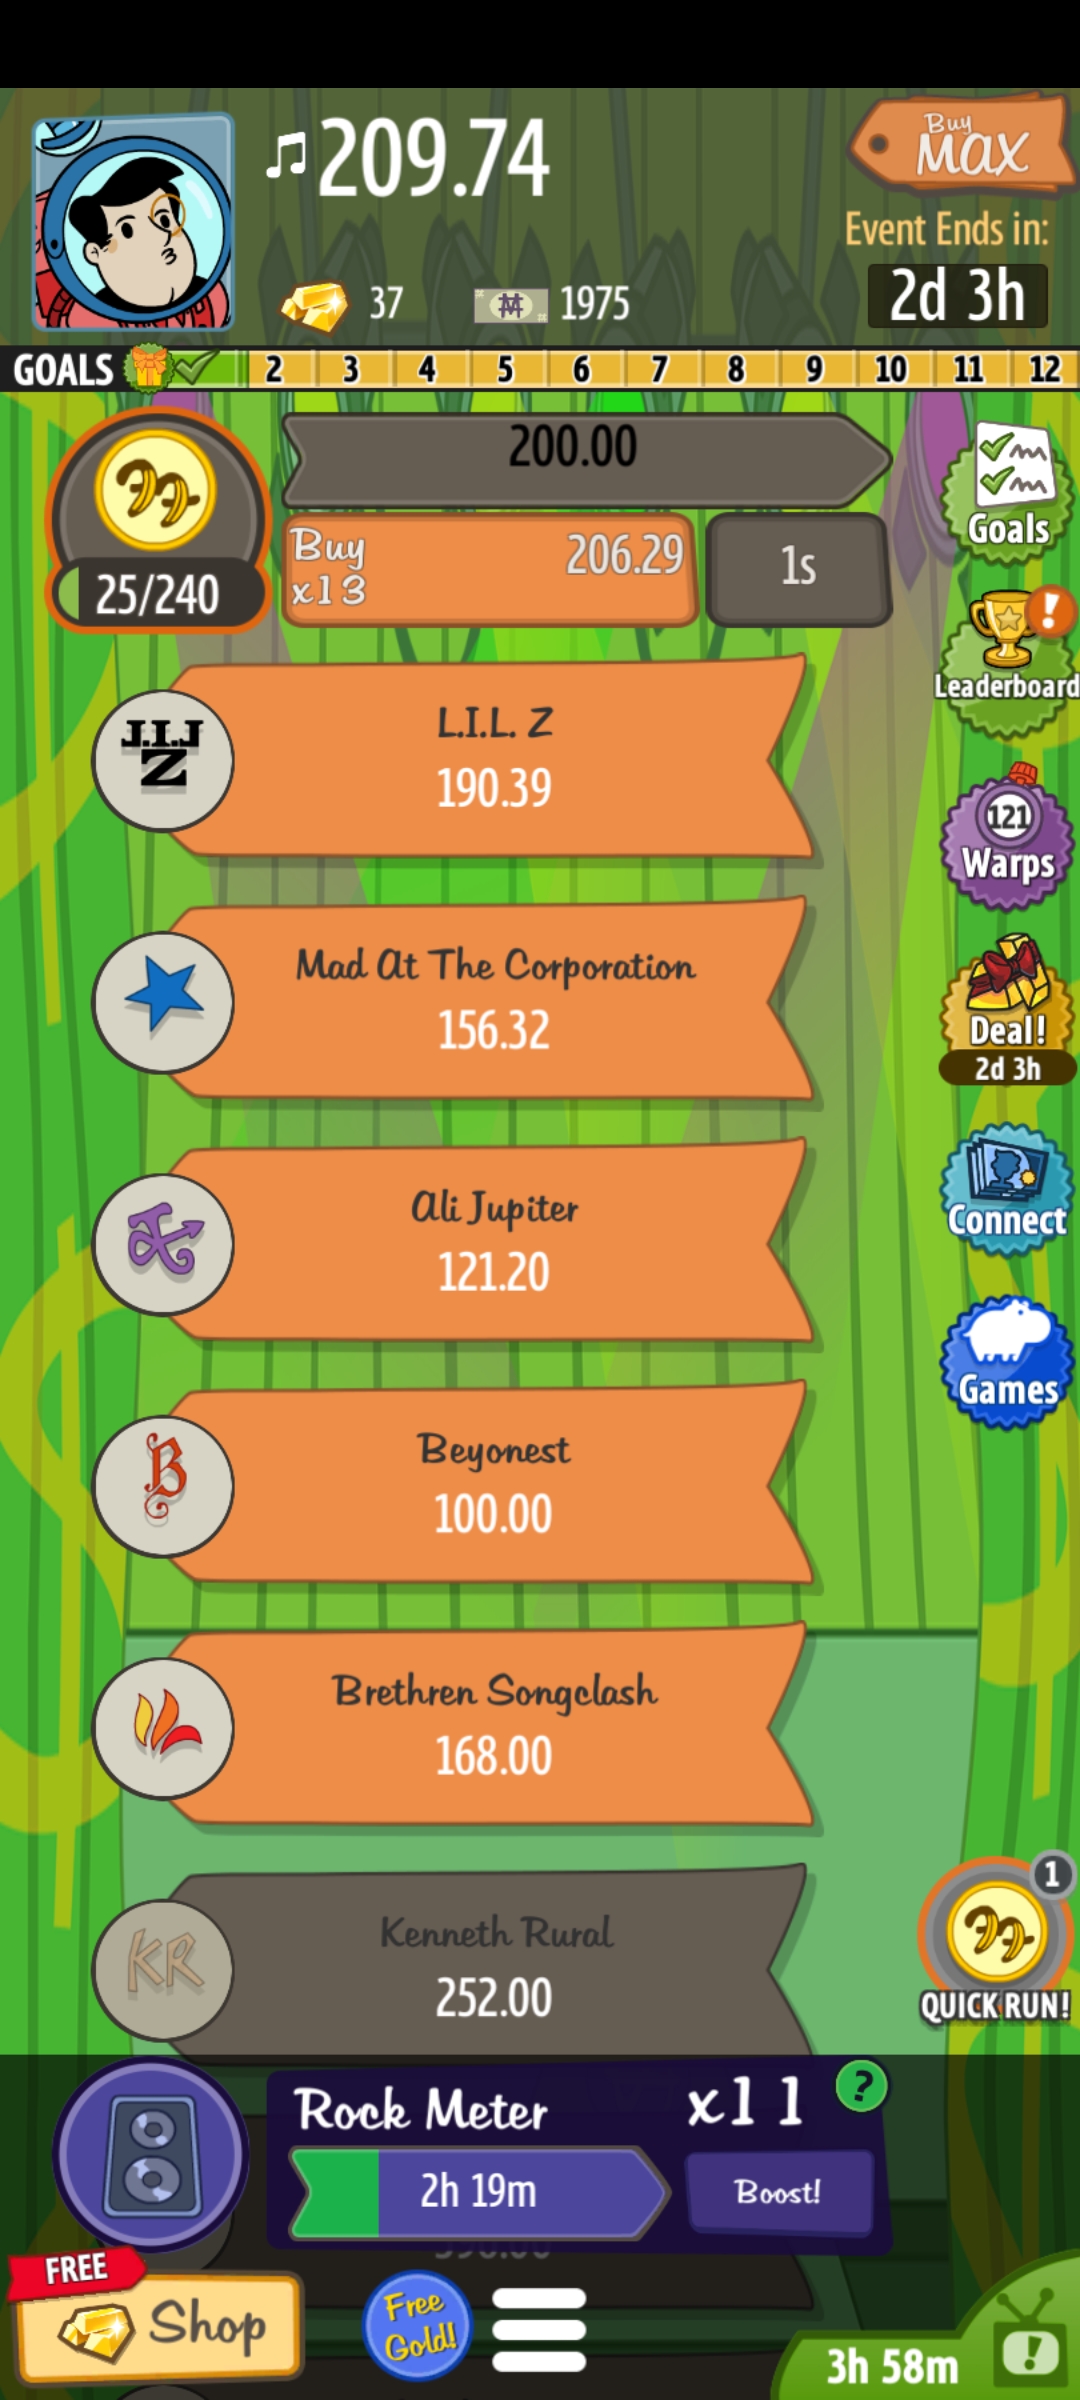 209.74
Buy
MAX
Event Ends in:
37
1975
2d 3h
GOALS 2 3 4 5 6 7 8 9 10 11 12
200.00
25/240
Buy
x13
206.29
1s
Goals
Leaderboard
L.I.L. Z
190.39
121
Warps
Mad At The Corporation
156.32
Deal!
2d 3h
Ali Jupiter
121.20
Connect
Beyonest
100.00
Games
Brethren Songclash
168.00
KR
Kenneth Rural
252.00
1
QUICK RUN!
Rock Meter
x11
?
2h 19m
Boost!
FREE
Shop
Free
Gold!
3h 58m